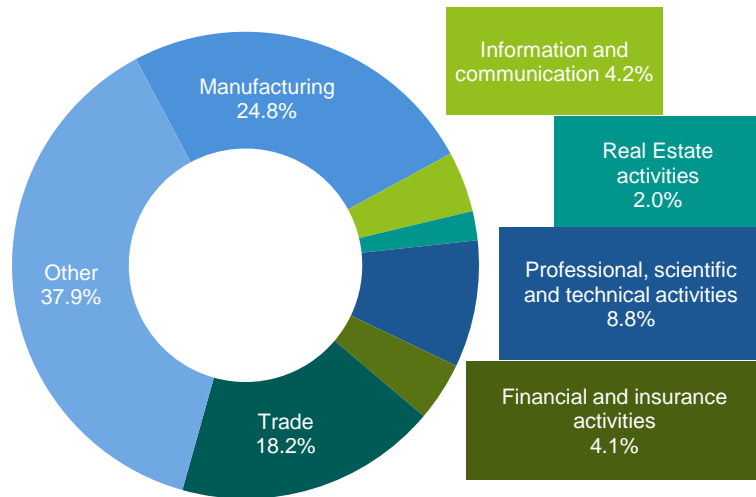 Manufacturing
24.8%
Information and
communication 4.2%
Real Estate
activities
2.0%
Professional, scientific
and technical activities
8.8%
Financial and insurance
activities
4.1%
Trade
18.2%
Other
37.9%